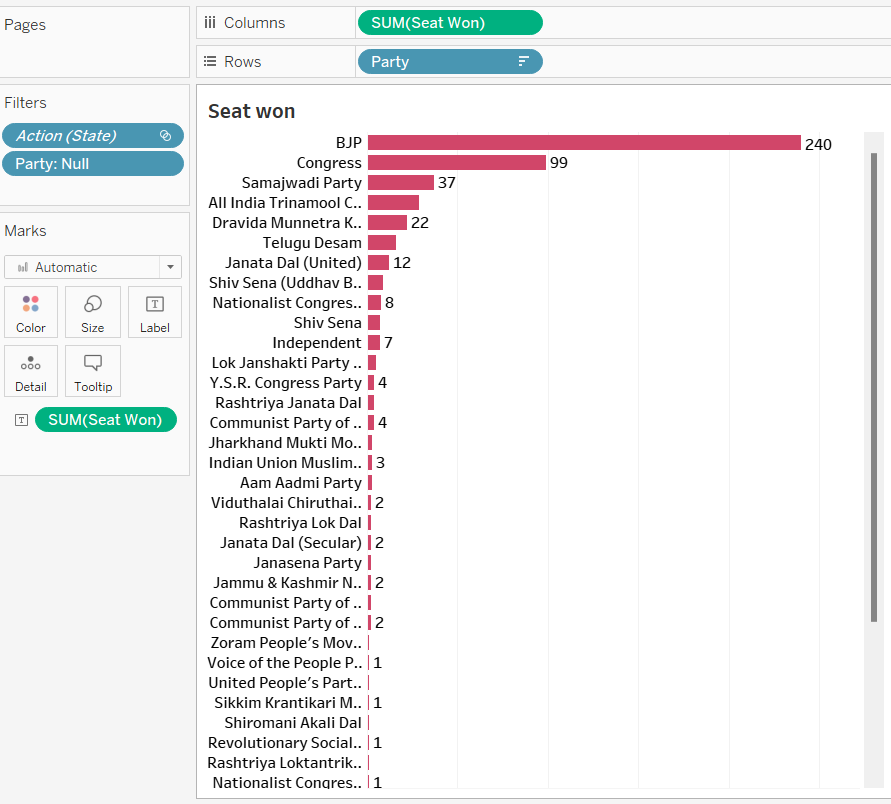 Pages
Columns
SUM(Seat Won)
Rows
Party
Filters
Action (State)
Party: Null
Marks
Automatic
Color
Size
Label
Detail
Tooltip
SUM(Seat Won)
Seat won
BJP 240
Congress 99
Samajwadi Party 37
All India Trinamool C..
Dravida Munnetra K.. 22
Telugu Desam
Janata Dal (United) 12
Shiv Sena (Uddhav B..
Nationalist Congres.. 8
Shiv Sena
Independent 7
Lok Janshakti Party ..
Y.S.R. Congress Party 4
Rashtriya Janata Dal
Communist Party of .. 4
Jharkhand Mukti Mo..
Indian Union Muslim.. 3
Aam Aadmi Party
Viduthalai Chiruthai.. 2
Rashtriya Lok Dal
Janata Dal (Secular) 2
Janasena Party
Jammu & Kashmir N.. 2
Communist Party of ..
Communist Party of .. 2
Zoram People’s Mov..
Voice of the People P.. 1
United People’s Part..
Sikkim Krantikari M.. 1
Shiromani Akali Dal
Revolutionary Social.. 1
Rashtriya Loktantrik..
Nationalist Congres.. 1